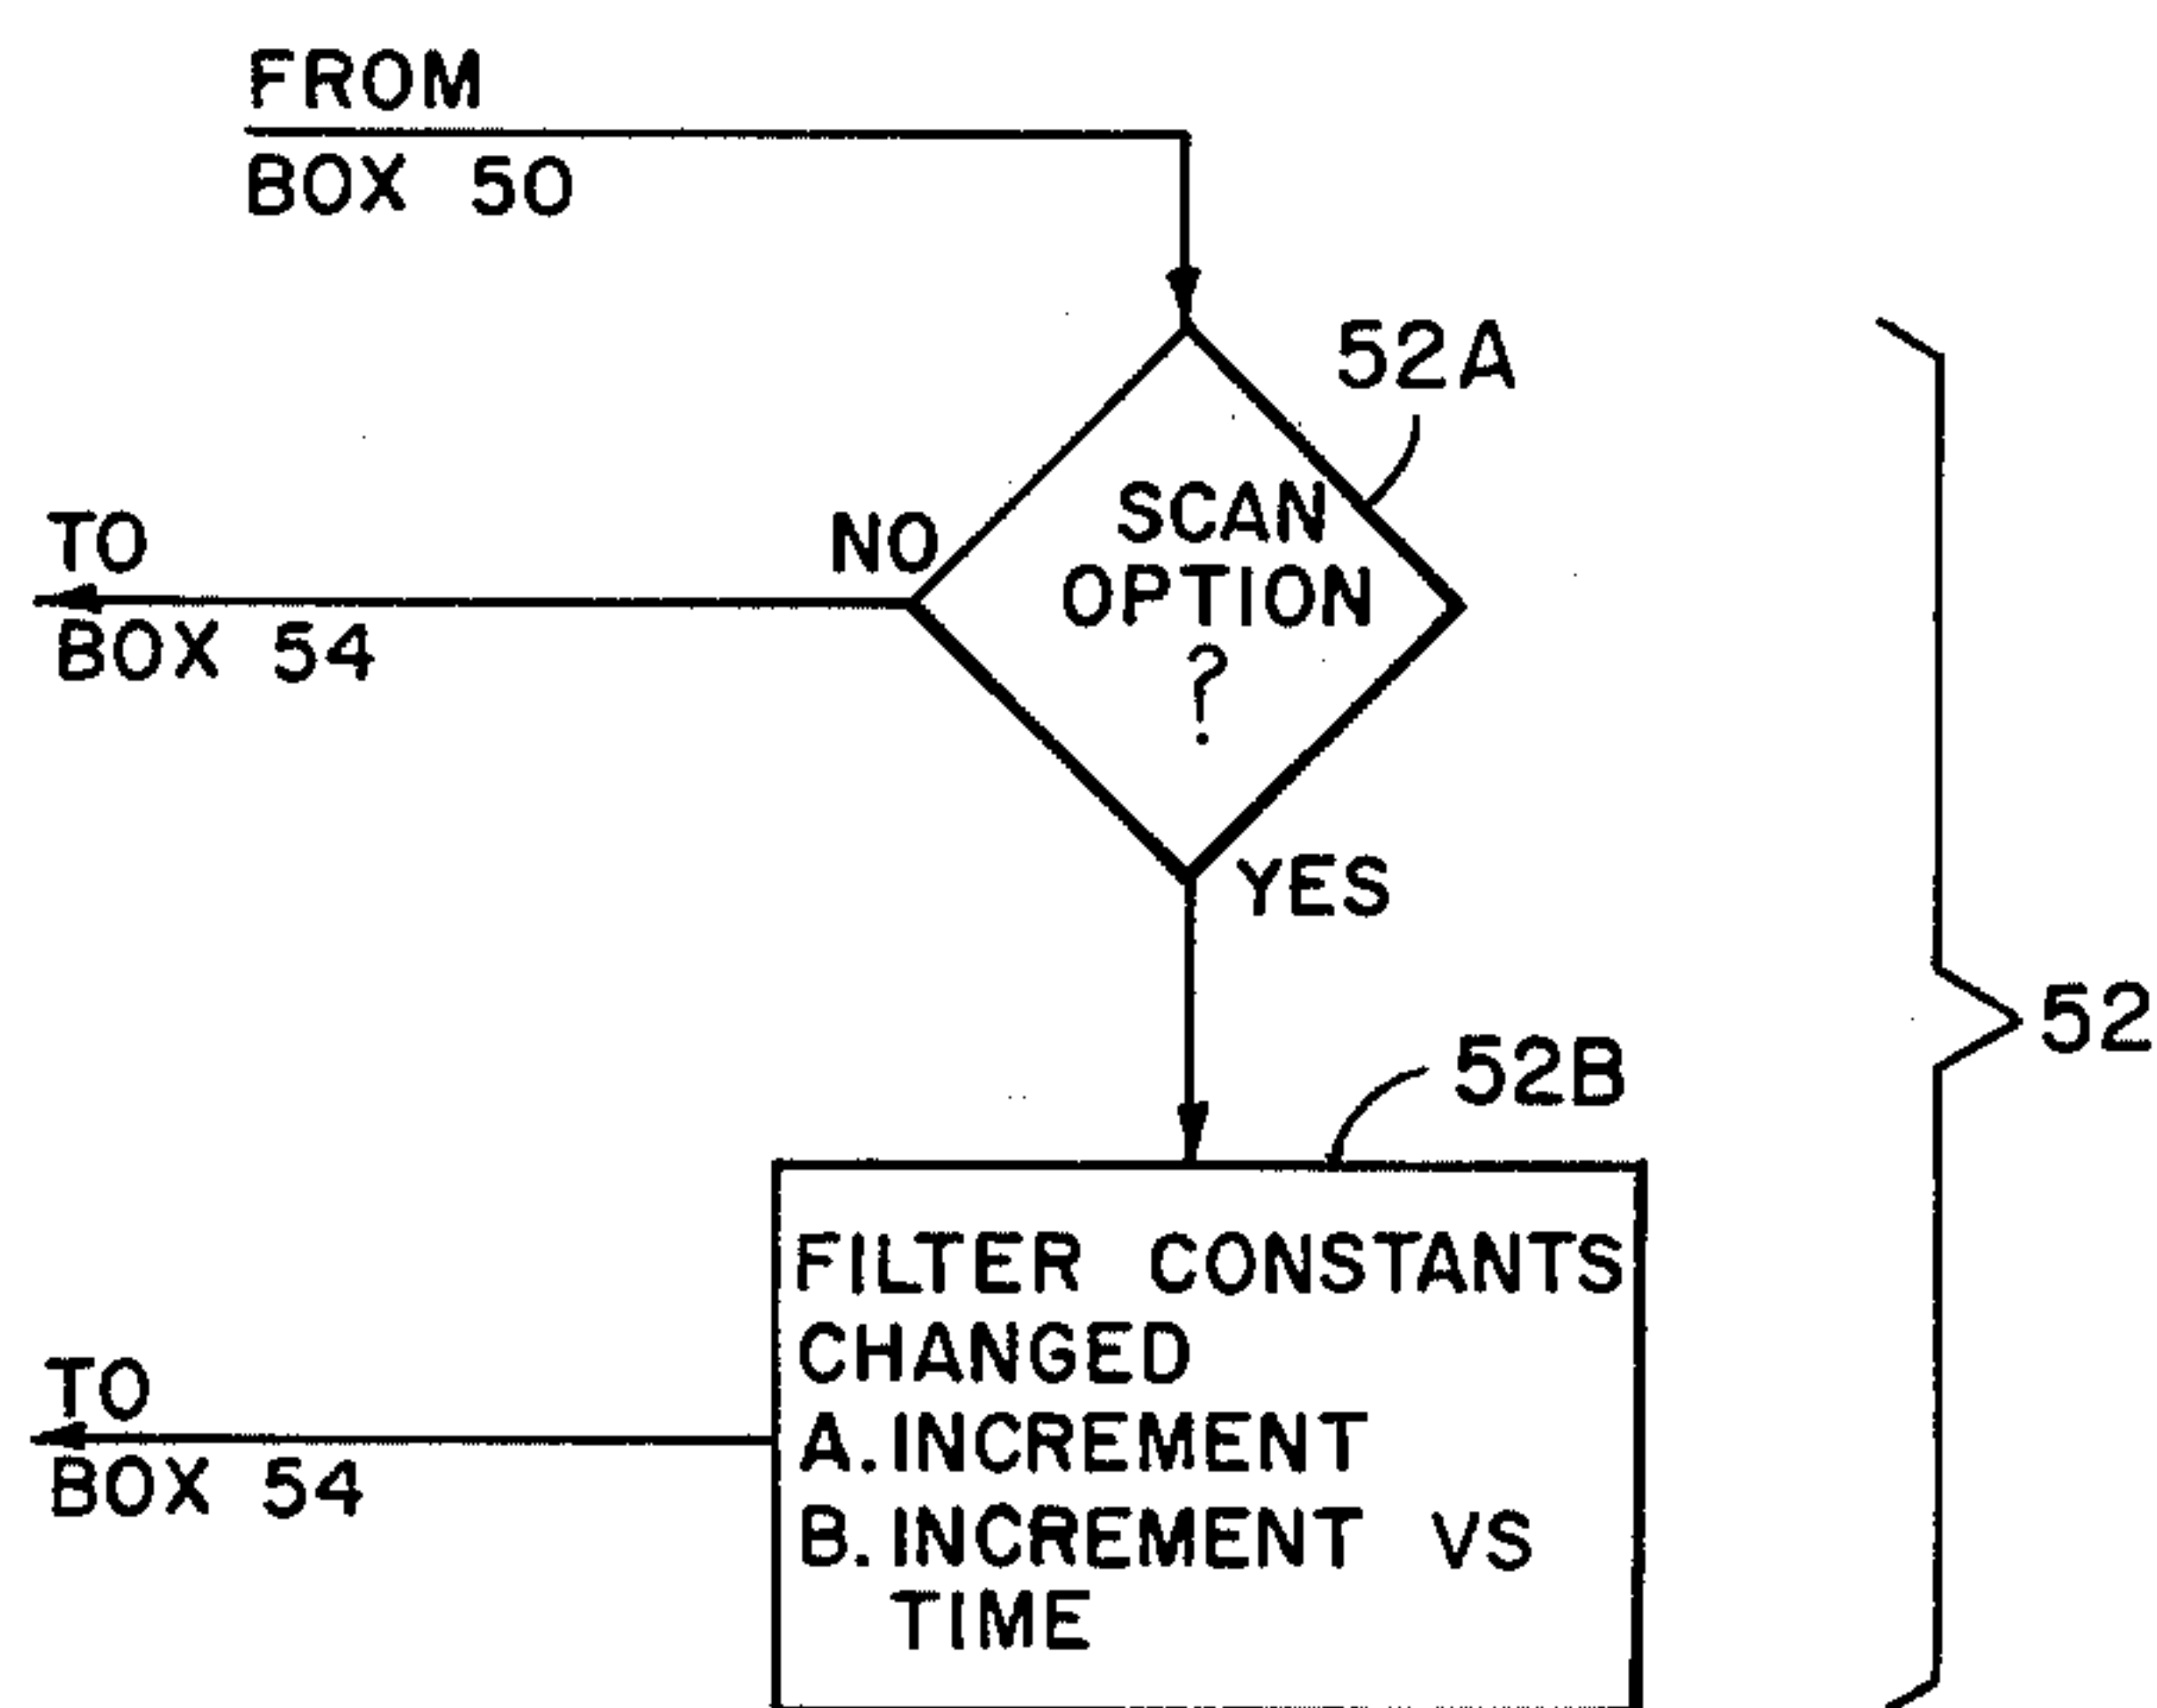 FROM
BOX 50
52A
SCAN
OPTION
?
NO
TO
BOX 54
YES
52
52B
FILTER CONSTANTS
CHANGED
A. INCREMENT
B. INCREMENT VS
TIME
TO
BOX 54